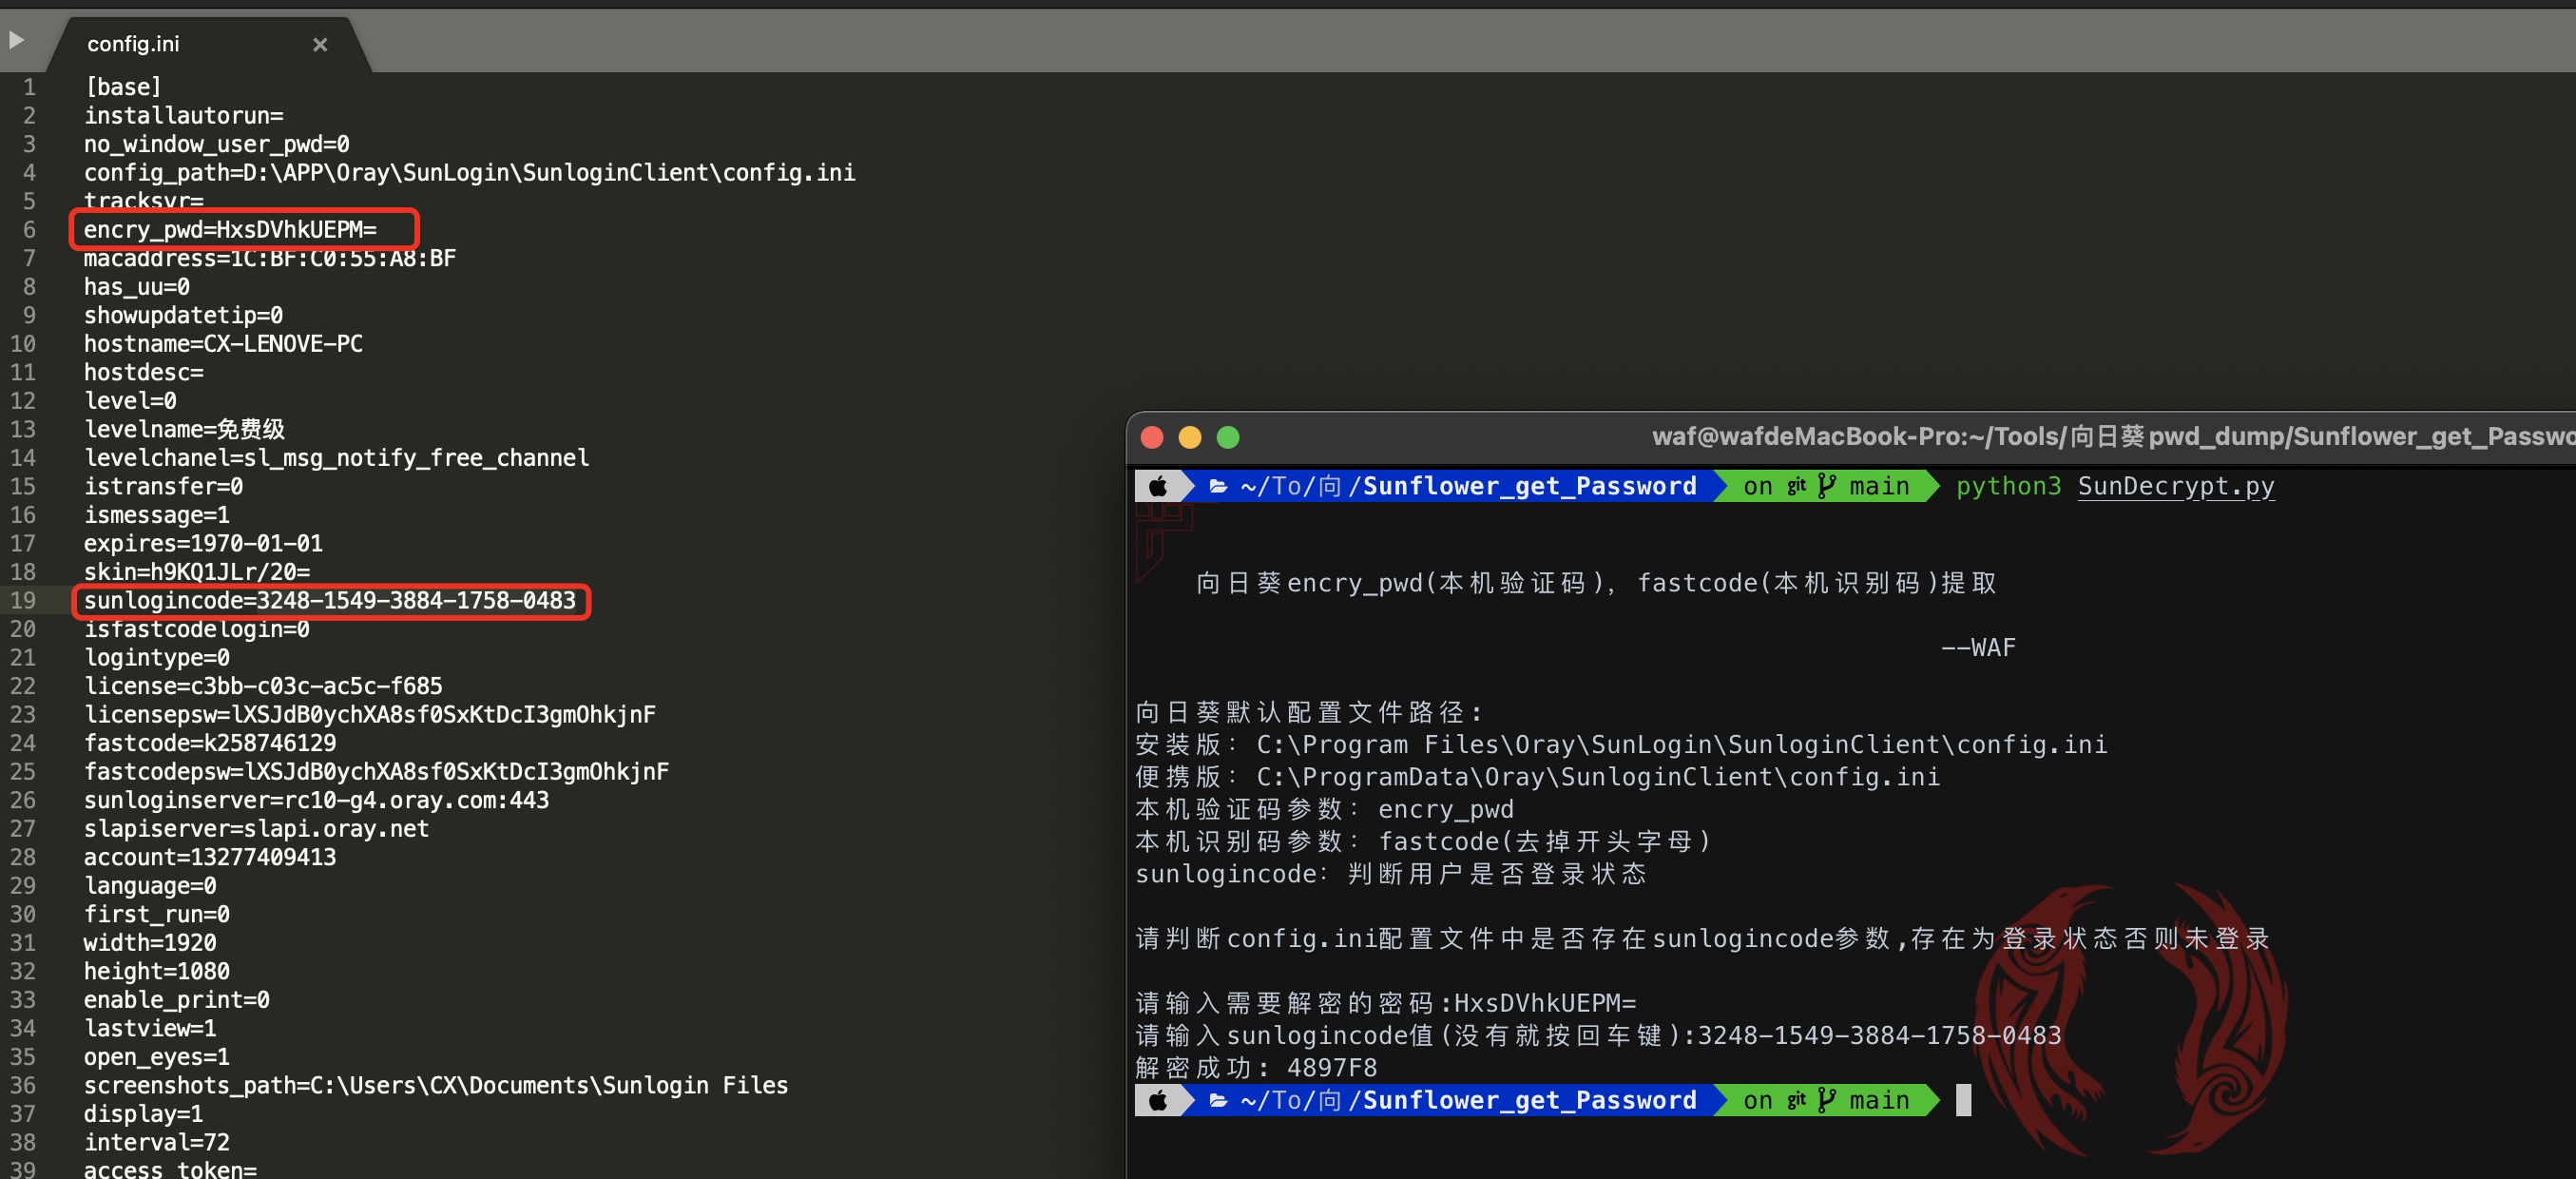 config.ini
1 [base]
2 installautorun=
3 no_window_user_pwd=0
4 config_path=D:\APP\Oray\SunLogin\SunloginClient\config.ini
5 tracksvr=
6 encry_pwd=HxsDVhkUEPM=
7 macaddress=1C:BF:C0:55:A8:BF
8 has_uu=0
9 showupdatetip=0
10 hostname=CX-LENOVE-PC
11 hostdesc=
12 level=0
13 levelname=免费级
14 levelchanel=sl_msg_notify_free_channel
15 istransfer=0
16 ismessage=1
17 expires=1970-01-01
18 skin=h9KQ1JLr/20=
19 sunlogincode=3248-1549-3884-1758-0483
20 isfastcodelogin=0
21 logintype=0
22 license=c3bb-c03c-ac5c-f685
23 licensepsw=lXSJdB0ychXA8sf0SxKtDcI3gmOhkjnF
24 fastcode=k258746129
25 fastcodepsw=lXSJdB0ychXA8sf0SxKtDcI3gmOhkjnF
26 sunloginserver=rc10-g4.oray.com:443
27 slapiserver=slapi.oray.net
28 account=13277409413
29 language=0
30 first_run=0
31 width=1920
32 height=1080
33 enable_print=0
34 lastview=1
35 open_eyes=1
36 screenshots_path=C:\Users\CX\Documents\Sunlogin Files
37 display=1
38 interval=72
39 access_token=
waf@wafdeMacBook-Pro:~/Tools/向日葵pwd_dump/Sunflower_get_Passwo
~/To/向/Sunflower_get_Password on git main python3 SunDecrypt.py
向日葵encry_pwd(本机验证码), fastcode(本机识别码)提取
--WAF
向日葵默认配置文件路径:
安装版: C:\Program Files\Oray\SunLogin\SunloginClient\config.ini
便携版: C:\ProgramData\Oray\SunloginClient\config.ini
本机验证码参数: encry_pwd
本机识别码参数: fastcode(去掉开头字母)
sunlogincode: 判断用户是否登录状态
请判断config.ini配置文件中是否存在sunlogincode参数,存在为登录状态否则未登录
请输入需要解密的密码:HxsDVhkUEPM=
请输入sunlogincode值(没有就按回车键):3248-1549-3884-1758-0483
解密成功: 4897F8
~/To/向/Sunflower_get_Password on git main